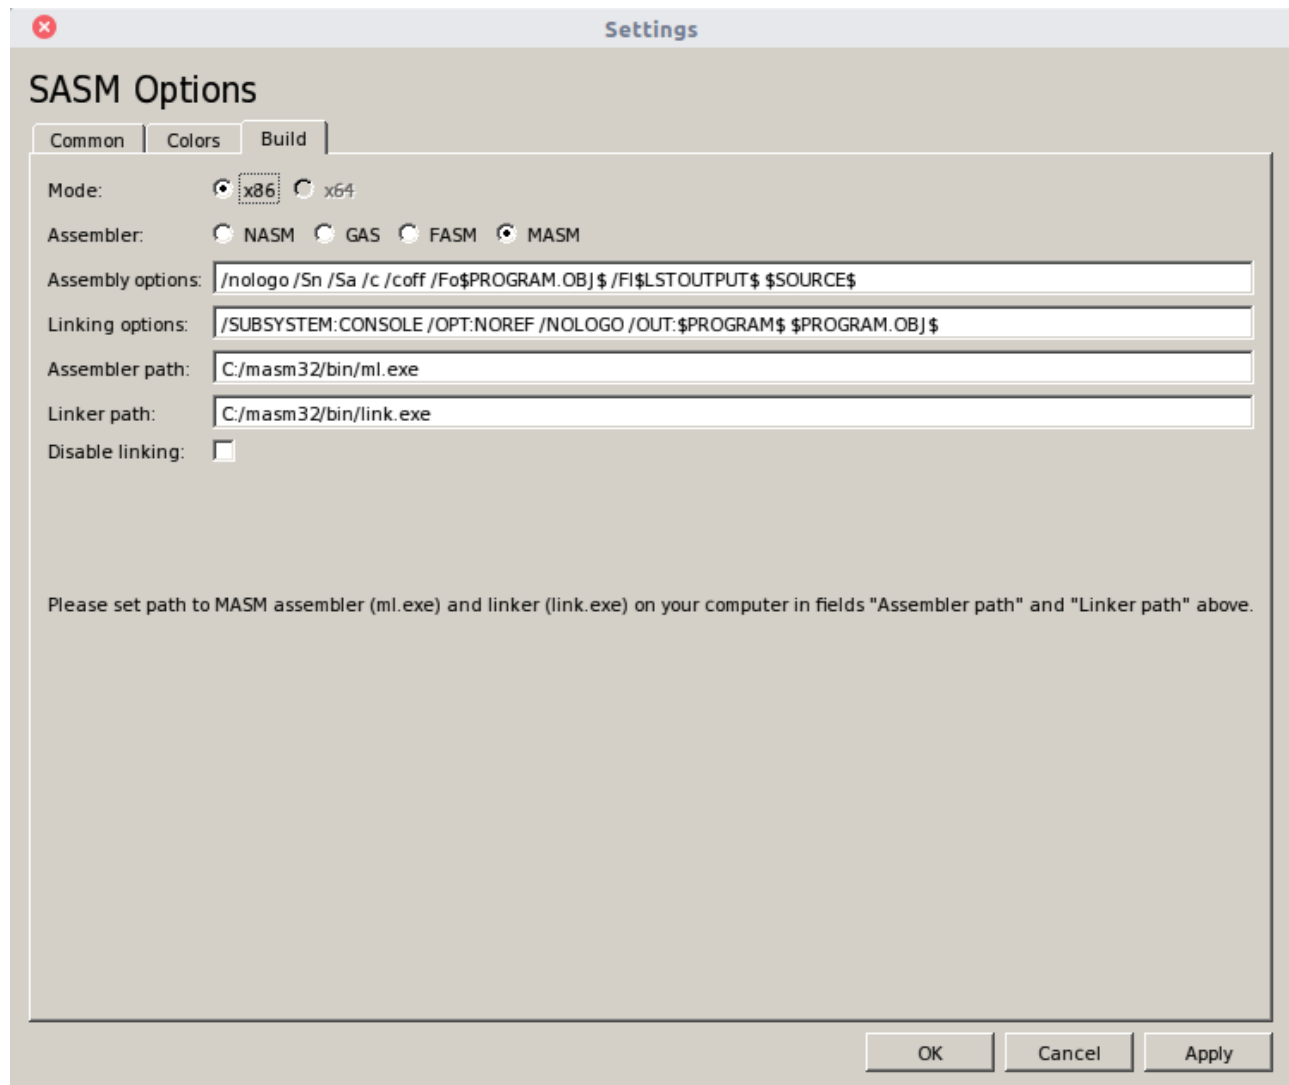 Settings
SASM Options
Common Colors Build
Mode: x86 x64
Assembler: NASM GAS FASM MASM
Assembly options: /nologo /Sn /Sa /c /coff /Fo$PROGRAM.OBJ$ /Fl$LSTOUTPUT$ $SOURCE$
Linking options: /SUBSYSTEM:CONSOLE /OPT:NOREF /NOLOGO /OUT:$PROGRAM$ $PROGRAM.OBJ$
Assembler path: C:/masm32/bin/ml.exe
Linker path: C:/masm32/bin/link.exe
Disable linking:
Please set path to MASM assembler (ml.exe) and linker (link.exe) on your computer in fields "Assembler path" and "Linker path" above.
OK Cancel Apply